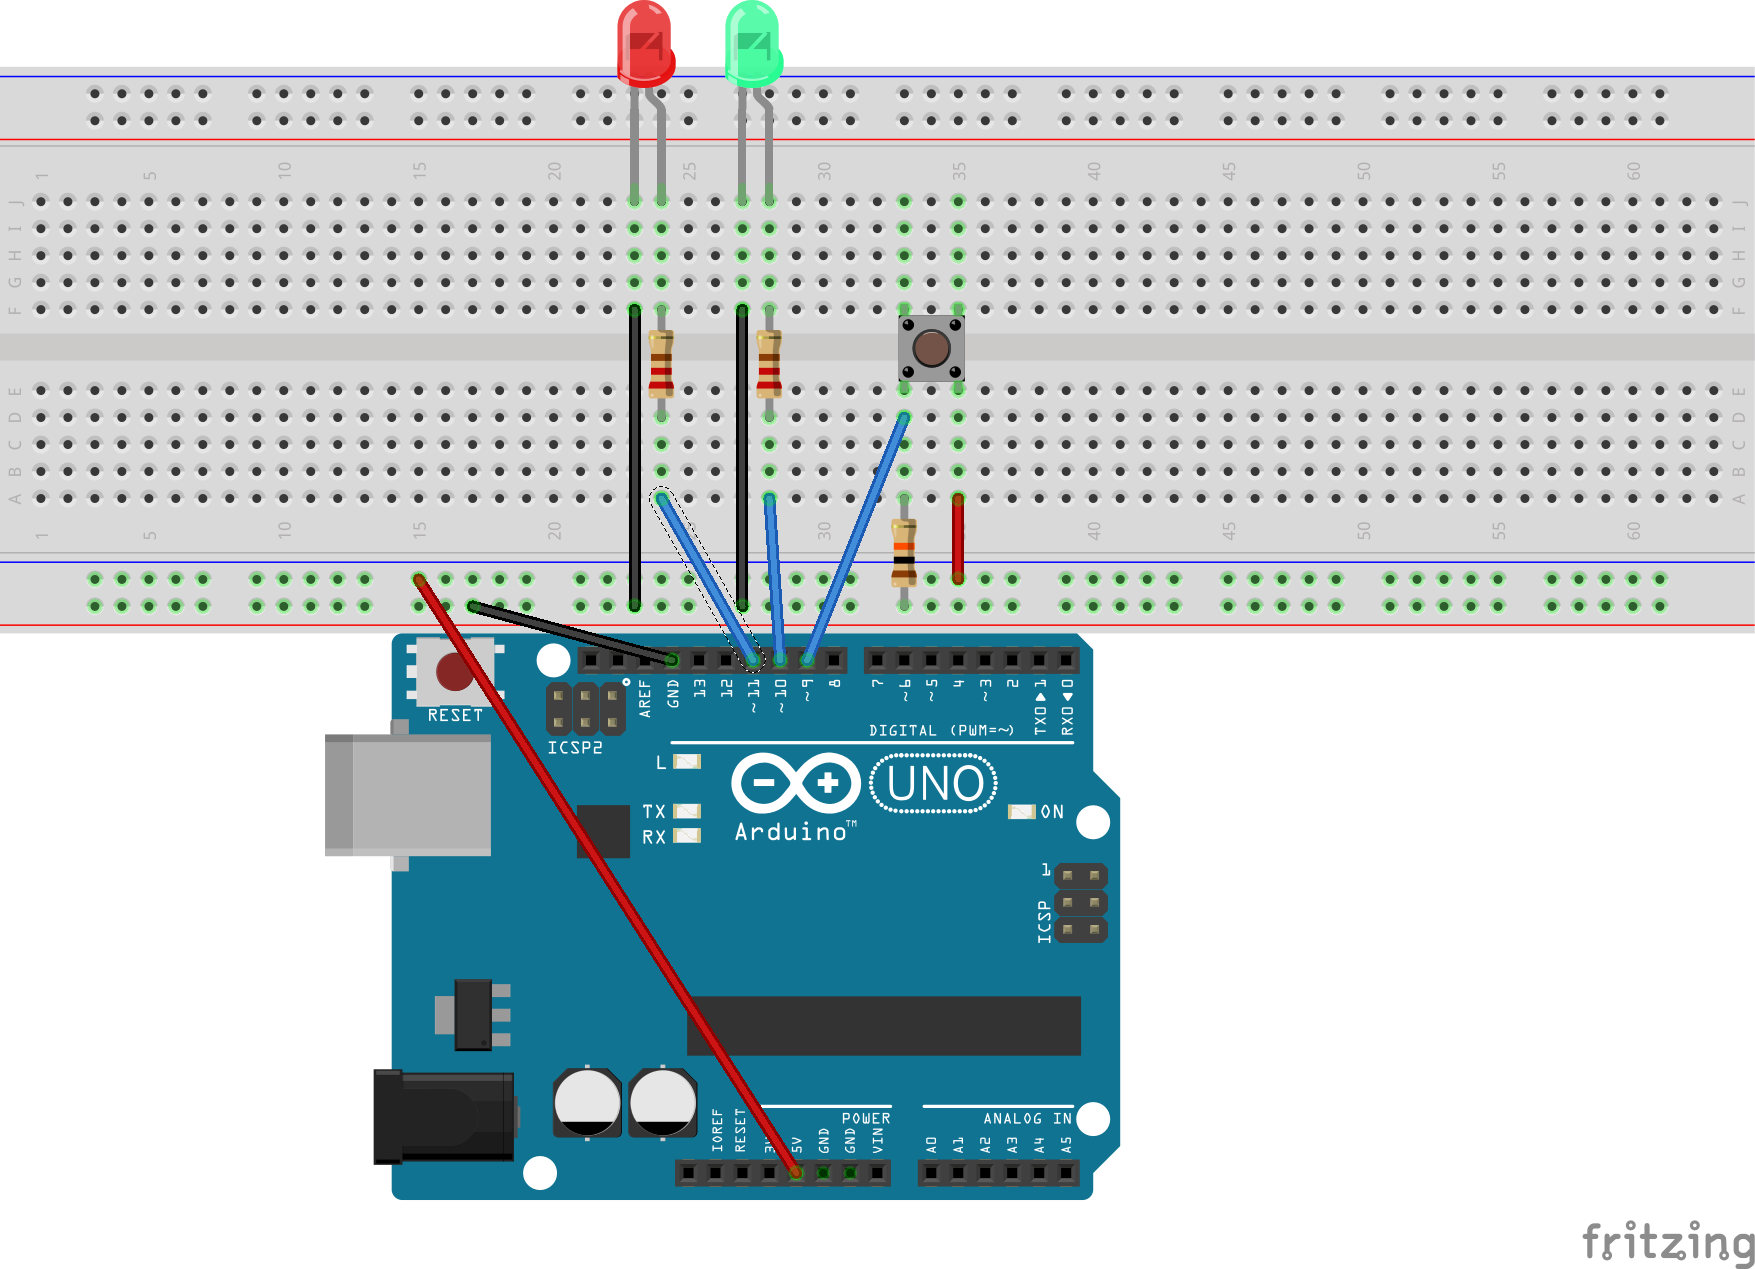 1 5 10 15 20 25 30 35 40 45 50 55 60
J J
I I
H H
G G
F F
E E
D D
C C
B B
A A
1 5 10 15 20 30 35 40 45 50 55 60
RESET
ICSP2
AREF
GND
13
12
~11
~10
~9
8
7
~6
~5
4
~3
2
TX0▶1
RX0◀0
DIGITAL (PWM=~)
L
TX
RX
UNO
Arduino™
ON
1
ICSP
POWER
ANALOG IN
IOREF
RESET
5V
GND
GND
VIN
A0
A1
A2
A3
A4
A5
fritzing